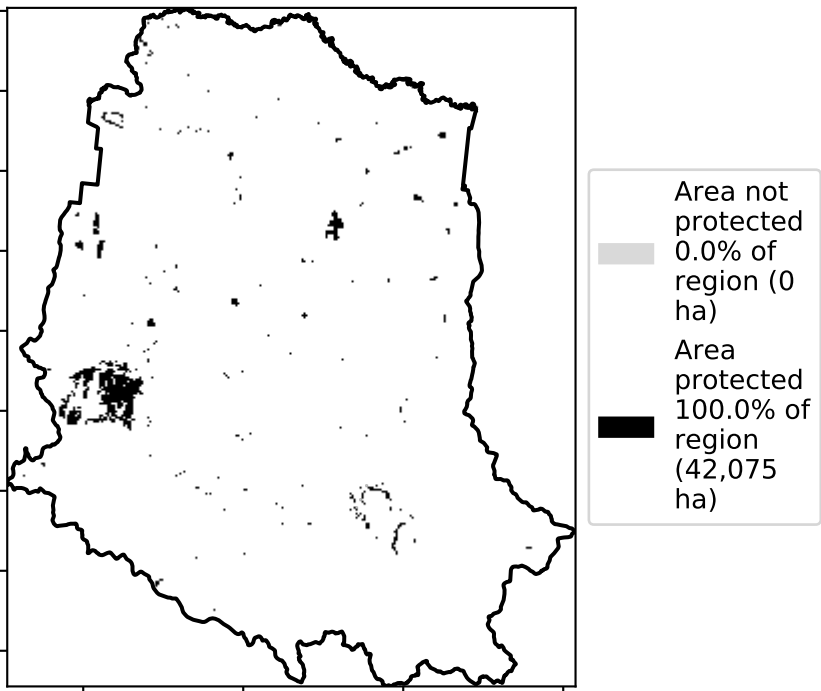 Area not
protected
0.0% of
region (0
ha)
Area
protected
100.0% of
region
(42,075
ha)